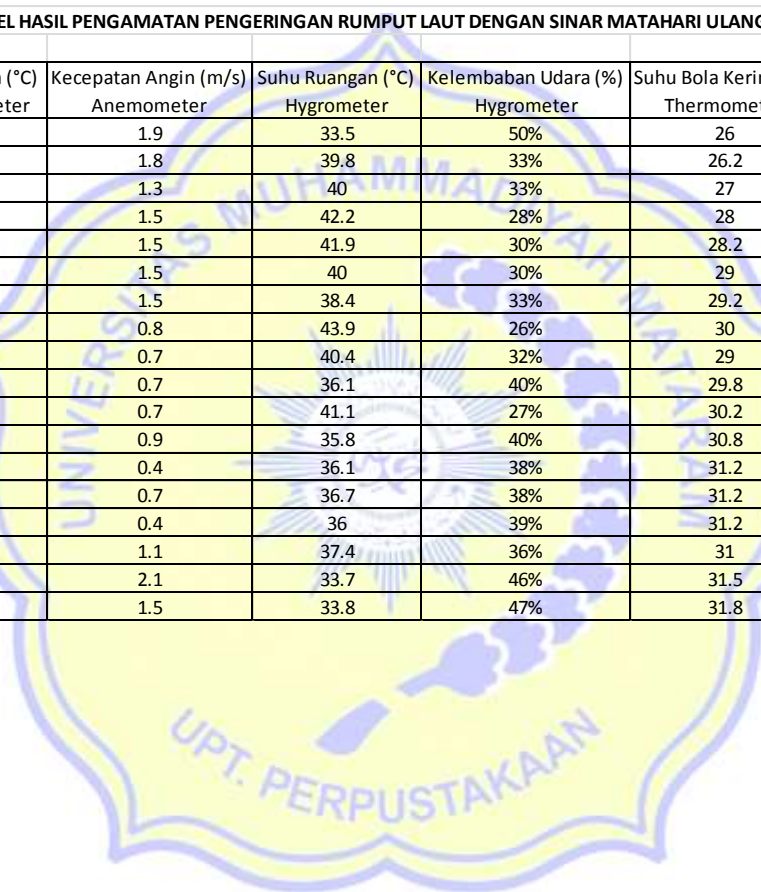 EL HASIL PENGAMATAN PENGERINGAN RUMPUT LAUT DENGAN SINAR MATAHARI ULANG
(°C) Kecepatan Angin (m/s) Suhu Ruangan (°C) Kelembaban Udara (%) Suhu Bola Kerin
eter Anemometer Hygrometer Hygrometer Thermomet
1.9 33.5 50% 26
1.8 39.8 33% 26.2
1.3 40 33% 27
1.5 42.2 28% 28
1.5 41.9 30% 28.2
1.5 40 30% 29
1.5 38.4 33% 29.2
0.8 43.9 26% 30
0.7 40.4 32% 29
0.7 36.1 40% 29.8
0.7 41.1 27% 30.2
0.9 35.8 40% 30.8
0.4 36.1 38% 31.2
0.7 36.7 38% 31.2
0.4 36 39% 31.2
1.1 37.4 36% 31
2.1 33.7 46% 31.5
1.5 33.8 47% 31.8
UNIVERSITAS MUHAMMADIYAH MATARAM
UPT. PERPUSTAKAAN